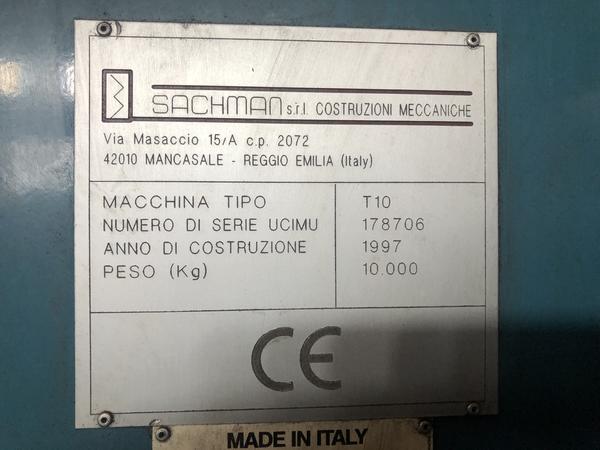 SACHMAN s.r.l. COSTRUZIONI MECCANICHE
Via Masaccio 15/A c.p. 2072
42010 MANCASALE - REGGIO EMILIA (Italy)
MACCHINA TIPO T10
NUMERO DI SERIE UCIMU 178706
ANNO DI COSTRUZIONE 1997
PESO (Kg) 10.000
CE
MADE IN ITALY